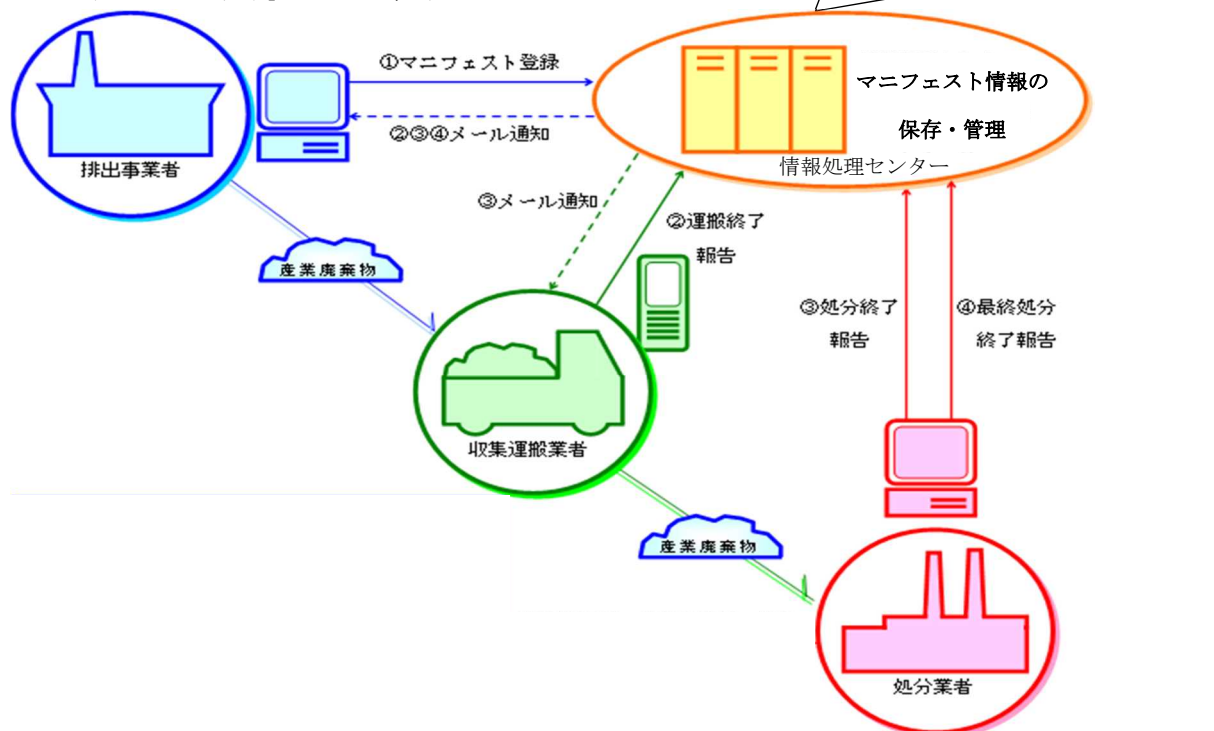 ①マニフェスト登録
マニフェスト情報の
保存・管理
②③④メール通知
情報処理センター
排出事業者
③メール通知
②運搬終了
報告
産業廃棄物
③処分終了
報告
④最終処分
終了報告
収集運搬業者
産業廃棄物
処分業者